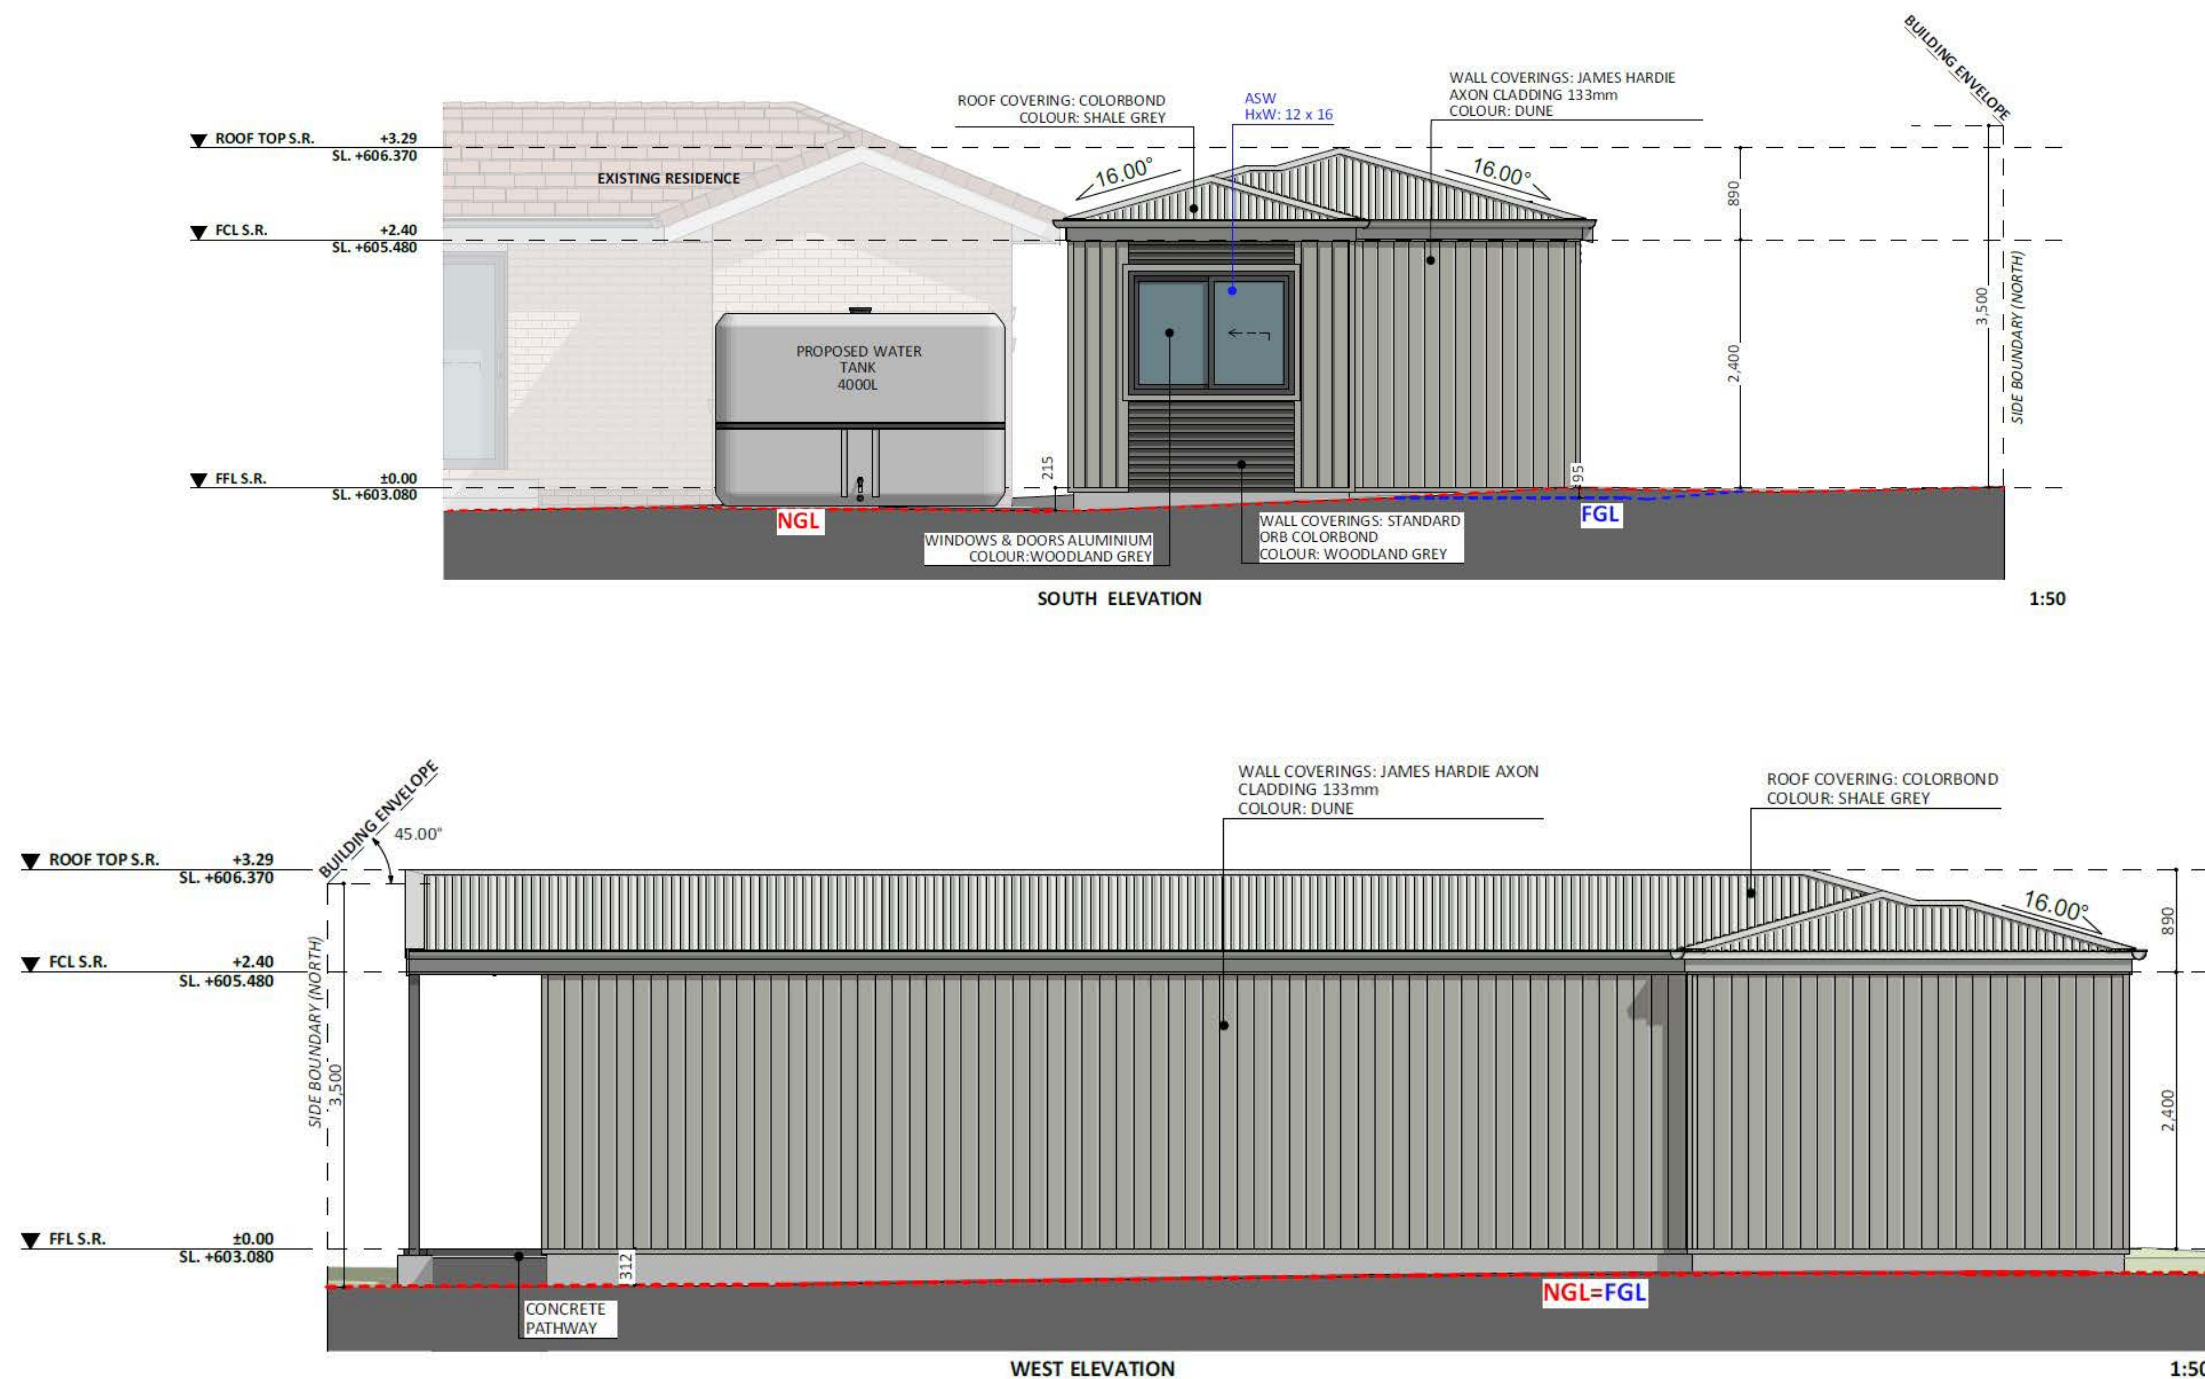 BUILDING ENVELOPE
WALL COVERINGS: JAMES HARDIE
AXON CLADDING 133mm
COLOUR: DUNE
ROOF COVERING: COLORBOND
COLOUR: SHALE GREY
ASW
HxW: 12 x 16
ROOF TOP S.R. +3.29
SL. +606.370
EXISTING RESIDENCE
16.00°
16.00°
890
FCL S.R. +2.40
SL. +605.480
SIDE BOUNDARY (NORTH)
3,500
2,400
PROPOSED WATER
TANK
4000L
215
95
FFL S.R. ±0.00
SL. +603.080
NGL
FGL
WINDOWS & DOORS ALUMINIUM
COLOUR:WOODLAND GREY
WALL COVERINGS: STANDARD
ORB COLORBOND
COLOUR: WOODLAND GREY
SOUTH ELEVATION
1:50
BUILDING ENVELOPE
45.00°
WALL COVERINGS: JAMES HARDIE AXON
CLADDING 133mm
COLOUR: DUNE
ROOF COVERING: COLORBOND
COLOUR: SHALE GREY
ROOF TOP S.R. +3.29
SL. +606.370
16.00°
890
FCL S.R. +2.40
SL. +605.480
SIDE BOUNDARY (NORTH)
3,500
2,400
FFL S.R. ±0.00
SL. +603.080
312
NGL=FGL
CONCRETE
PATHWAY
WEST ELEVATION
1:50